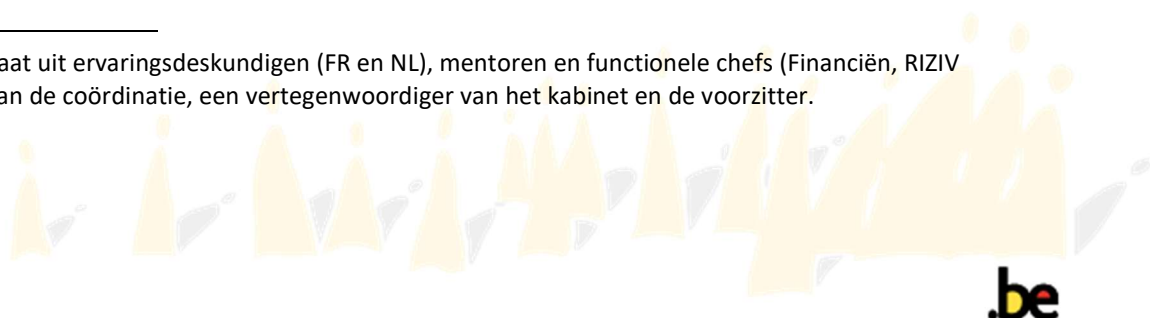 aat uit ervaringsdeskundigen (FR en NL), mentoren en functionele chefs (Financiën, RIZIV
an de coördinatie, een vertegenwoordiger van het kabinet en de voorzitter.
.be